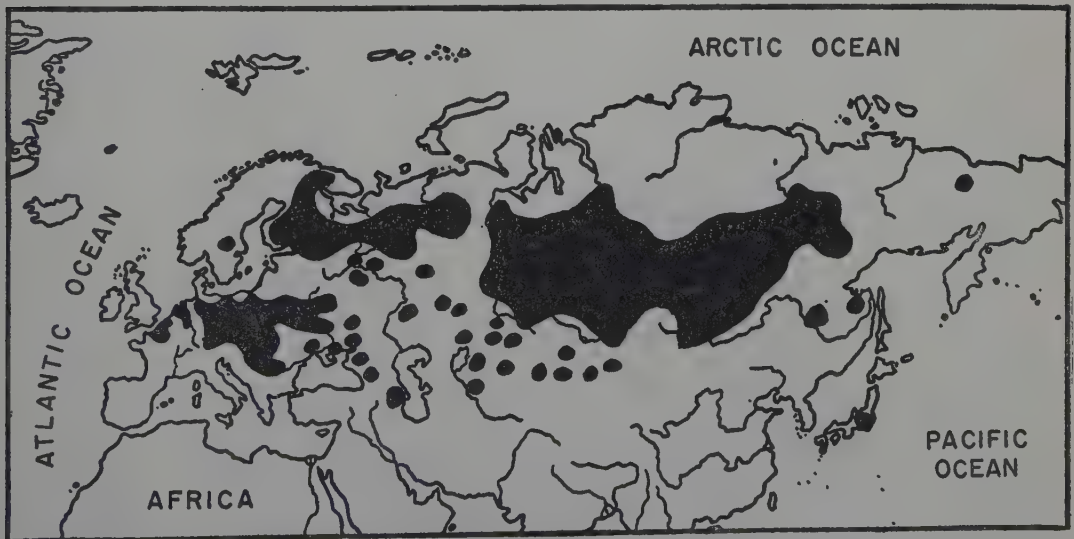 ARCTIC OCEAN
ATLANTIC OCEAN
AFRICA
PACIFIC
OCEAN